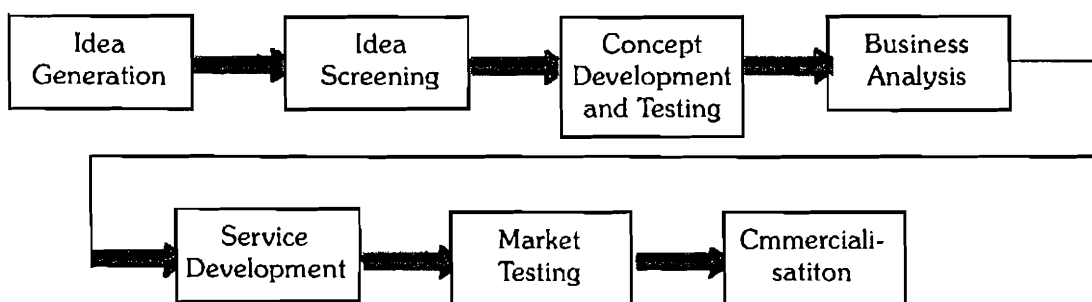 Idea
Generation
Idea
Screening
Concept
Development
and Testing
Business
Analysis
Service
Development
Market
Testing
Cmmerciali-
satiton